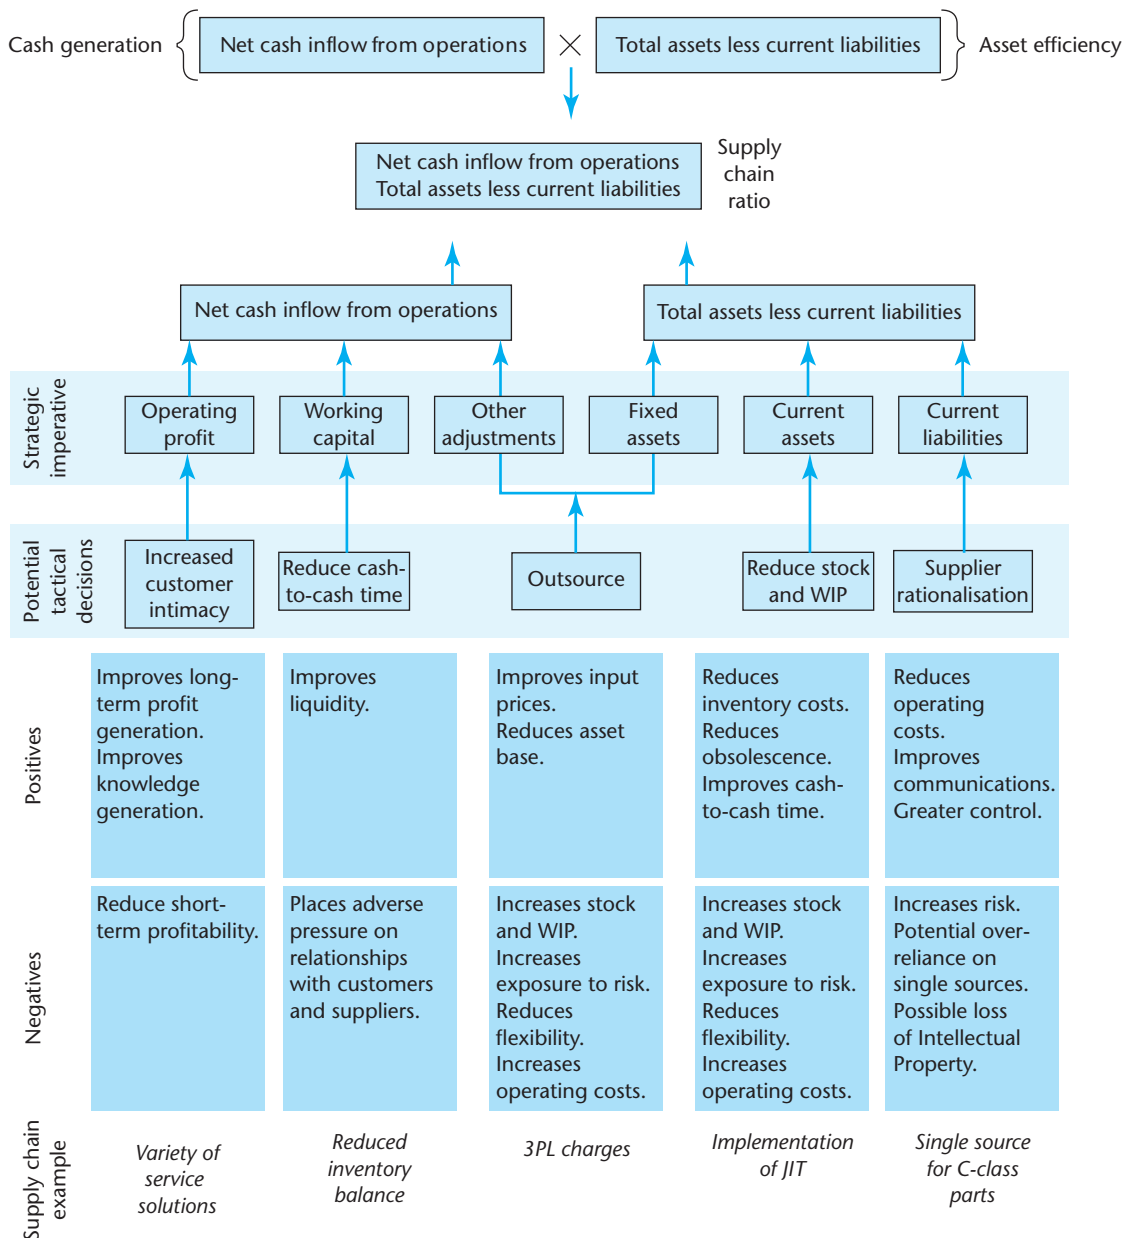 Cash generation
Net cash inflow from operations
×
Total assets less current liabilities
Asset efficiency
Net cash inflow from operations
Total assets less current liabilities
Supply
chain
ratio
Net cash inflow from operations
Total assets less current liabilities
Strategic
imperative
Operating
profit
Working
capital
Other
adjustments
Fixed
assets
Current
assets
Current
liabilities
Potential
tactical
decisions
Increased
customer
intimacy
Reduce cash-
to-cash time
Outsource
Reduce stock
and WIP
Supplier
rationalisation
Positives
Improves long-
term profit
generation.
Improves
knowledge
generation.
Improves
liquidity.
Improves input
prices.
Reduces asset
base.
Reduces
inventory costs.
Reduces
obsolescence.
Improves cash-
to-cash time.
Reduces
operating
costs.
Improves
communications.
Greater control.
Negatives
Reduce short-
term profitability.
Places adverse
pressure on
relationships
with customers
and suppliers.
Increases stock
and WIP.
Increases
exposure to risk.
Reduces
flexibility.
Increases
operating costs.
Increases stock
and WIP.
Increases
exposure to risk.
Reduces
flexibility.
Increases
operating costs.
Increases risk.
Potential over-
reliance on
single sources.
Possible loss
of Intellectual
Property.
Supply chain
example
Variety of
service
solutions
Reduced
inventory
balance
3PL charges
Implementation
of JIT
Single source
for C-class
parts